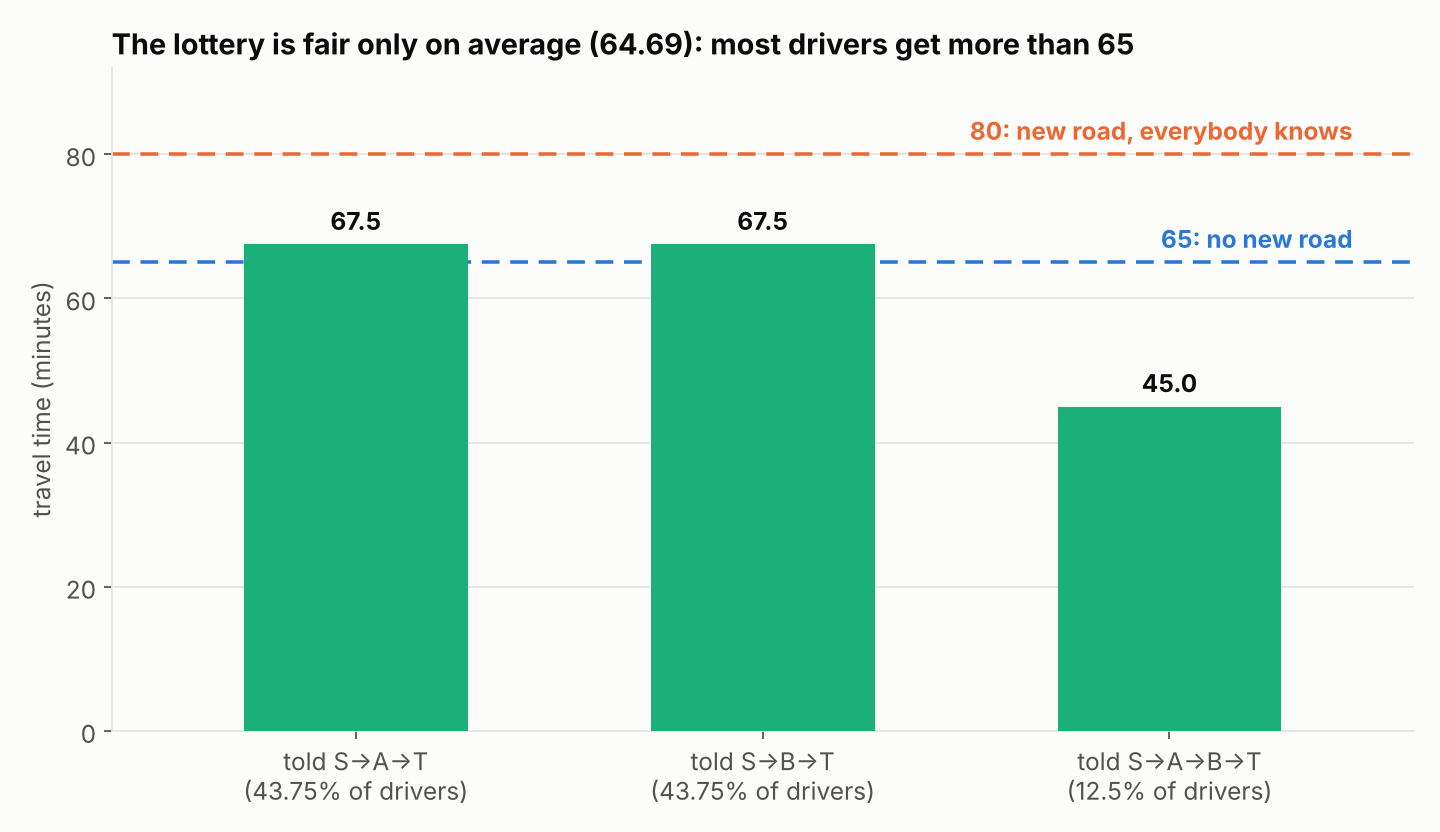 The lottery is fair only on average (64.69): most drivers get more than 65
80: new road, everybody knows
65: no new road
67.5
67.5
45.0
travel time (minutes)
80
60
40
20
0
told S→A→T
(43.75% of drivers)
told S→B→T
(43.75% of drivers)
told S→A→B→T
(12.5% of drivers)